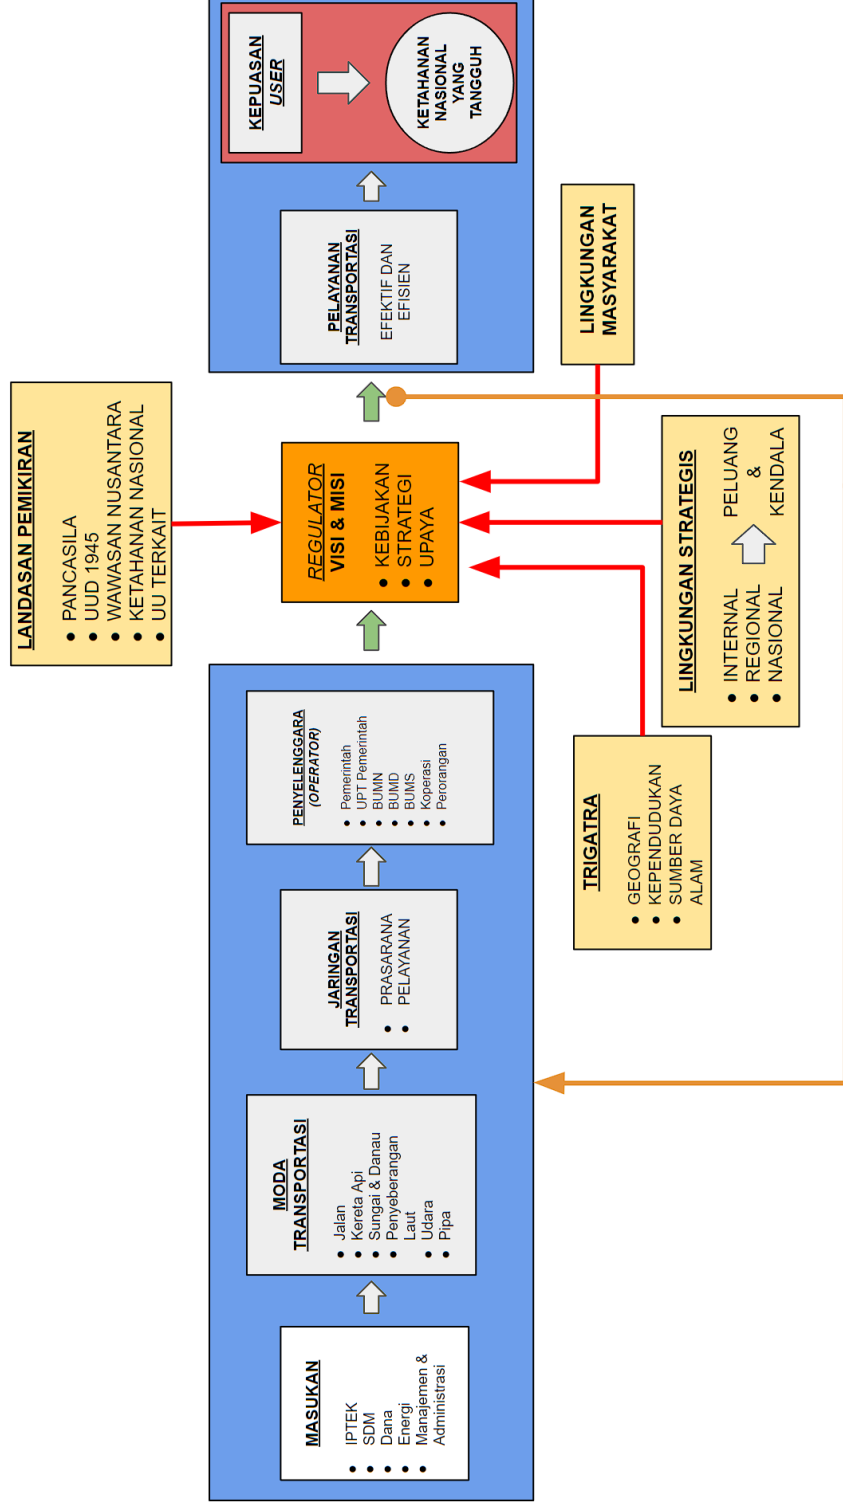 LANDASAN PEMIKIRAN
PANCASILA
UUD 1945
WAWASAN NUSANTARA
KETAHANAN NASIONAL
UU TERKAIT
MASUKAN
IPTEK
SDM
Dana
Energi
Manajemen &
Administrasi
MODA
TRANSPORTASI
Jalan
Kereta Api
Sungai & Danau
Penyeberangan
Laut
Udara
Pipa
JARINGAN
TRANSPORTASI
PRASARANA
PELAYANAN
PENYELENGGARA
(OPERATOR)
Pemerintah
UPT Pemerintah
BUMN
BUMD
BUMS
Koperasi
Perorangan
REGULATOR
VISI & MISI
KEBIJAKAN
STRATEGI
UPAYA
PELAYANAN
TRANSPORTASI
EFEKTIF DAN
EFISIEN
KEPUASAN
USER
KETAHANAN
NASIONAL
YANG
TANGGUH
TRIGATRA
GEOGRAFI
KEPENDUDUKAN
SUMBER DAYA
ALAM
LINGKUNGAN STRATEGIS
INTERNAL
REGIONAL
NASIONAL
PELUANG
&
KENDALA
LINGKUNGAN
MASYARAKAT